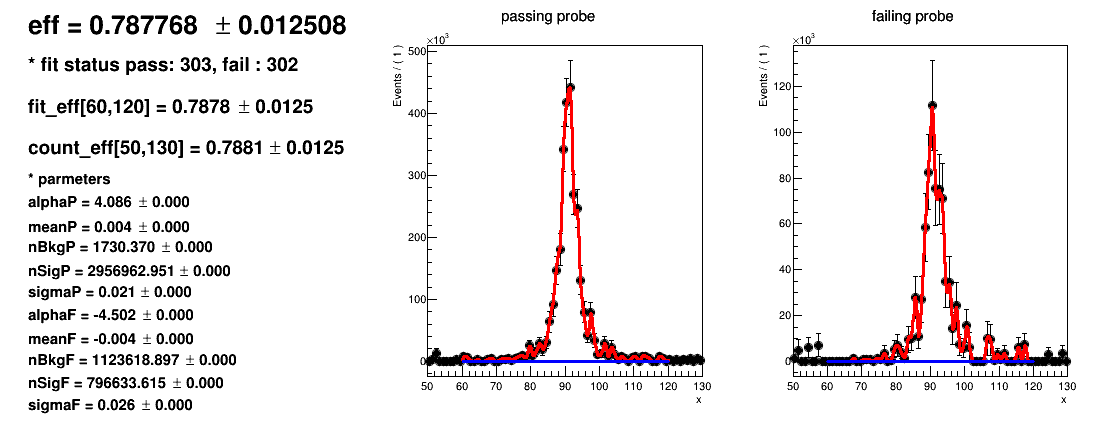 eff = 0.787768 ± 0.012508
* fit status pass: 303, fail : 302
fit_eff[60,120] = 0.7878 ± 0.0125
count_eff[50,130] = 0.7881 ± 0.0125
* parmeters
alphaP = 4.086 ± 0.000
meanP = 0.004 ± 0.000
nBkgP = 1730.370 ± 0.000
nSigP = 2956962.951 ± 0.000
sigmaP = 0.021 ± 0.000
alphaF = -4.502 ± 0.000
meanF = -0.004 ± 0.000
nBkgF = 1123618.897 ± 0.000
nSigF = 796633.615 ± 0.000
sigmaF = 0.026 ± 0.000
passing probe
×10³
Events / ( 1 )
500
400
300
200
100
0
50 60 70 80 90 100 110 120 130
x
failing probe
×10³
Events / ( 1 )
120
100
80
60
40
20
0
50 60 70 80 90 100 110 120 130
x